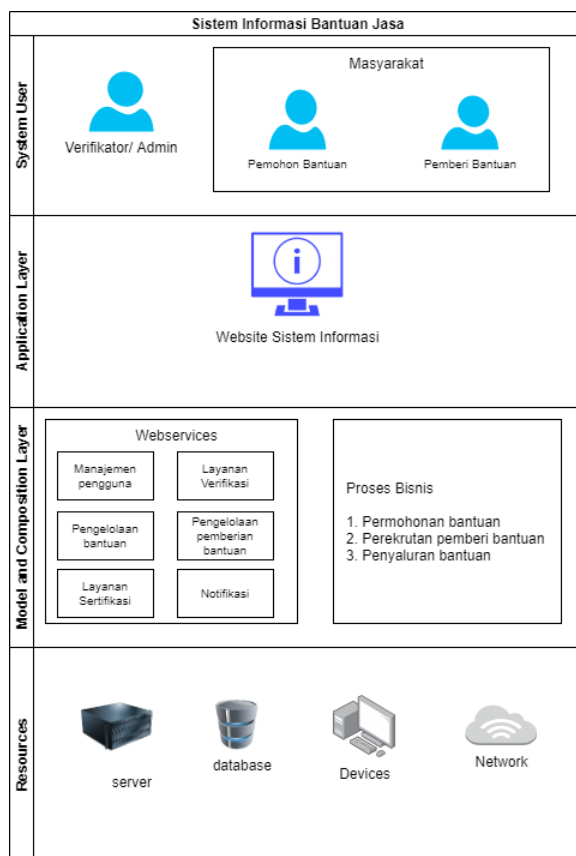 Sistem Informasi Bantuan Jasa
System User
Verifikator/ Admin
Masyarakat
Pemohon Bantuan
Pemberi Bantuan
Application Layer
Website Sistem Informasi
Model and Composition Layer
Webservices
Manajemen
pengguna
Layanan
Verifikasi
Pengelolaan
bantuan
Pengelolaan
pemberian
bantuan
Layanan
Sertifikasi
Notifikasi
Proses Bisnis
1. Permohonan bantuan
2. Perekrutan pemberi bantuan
3. Penyaluran bantuan
Resources
server
database
Devices
Network